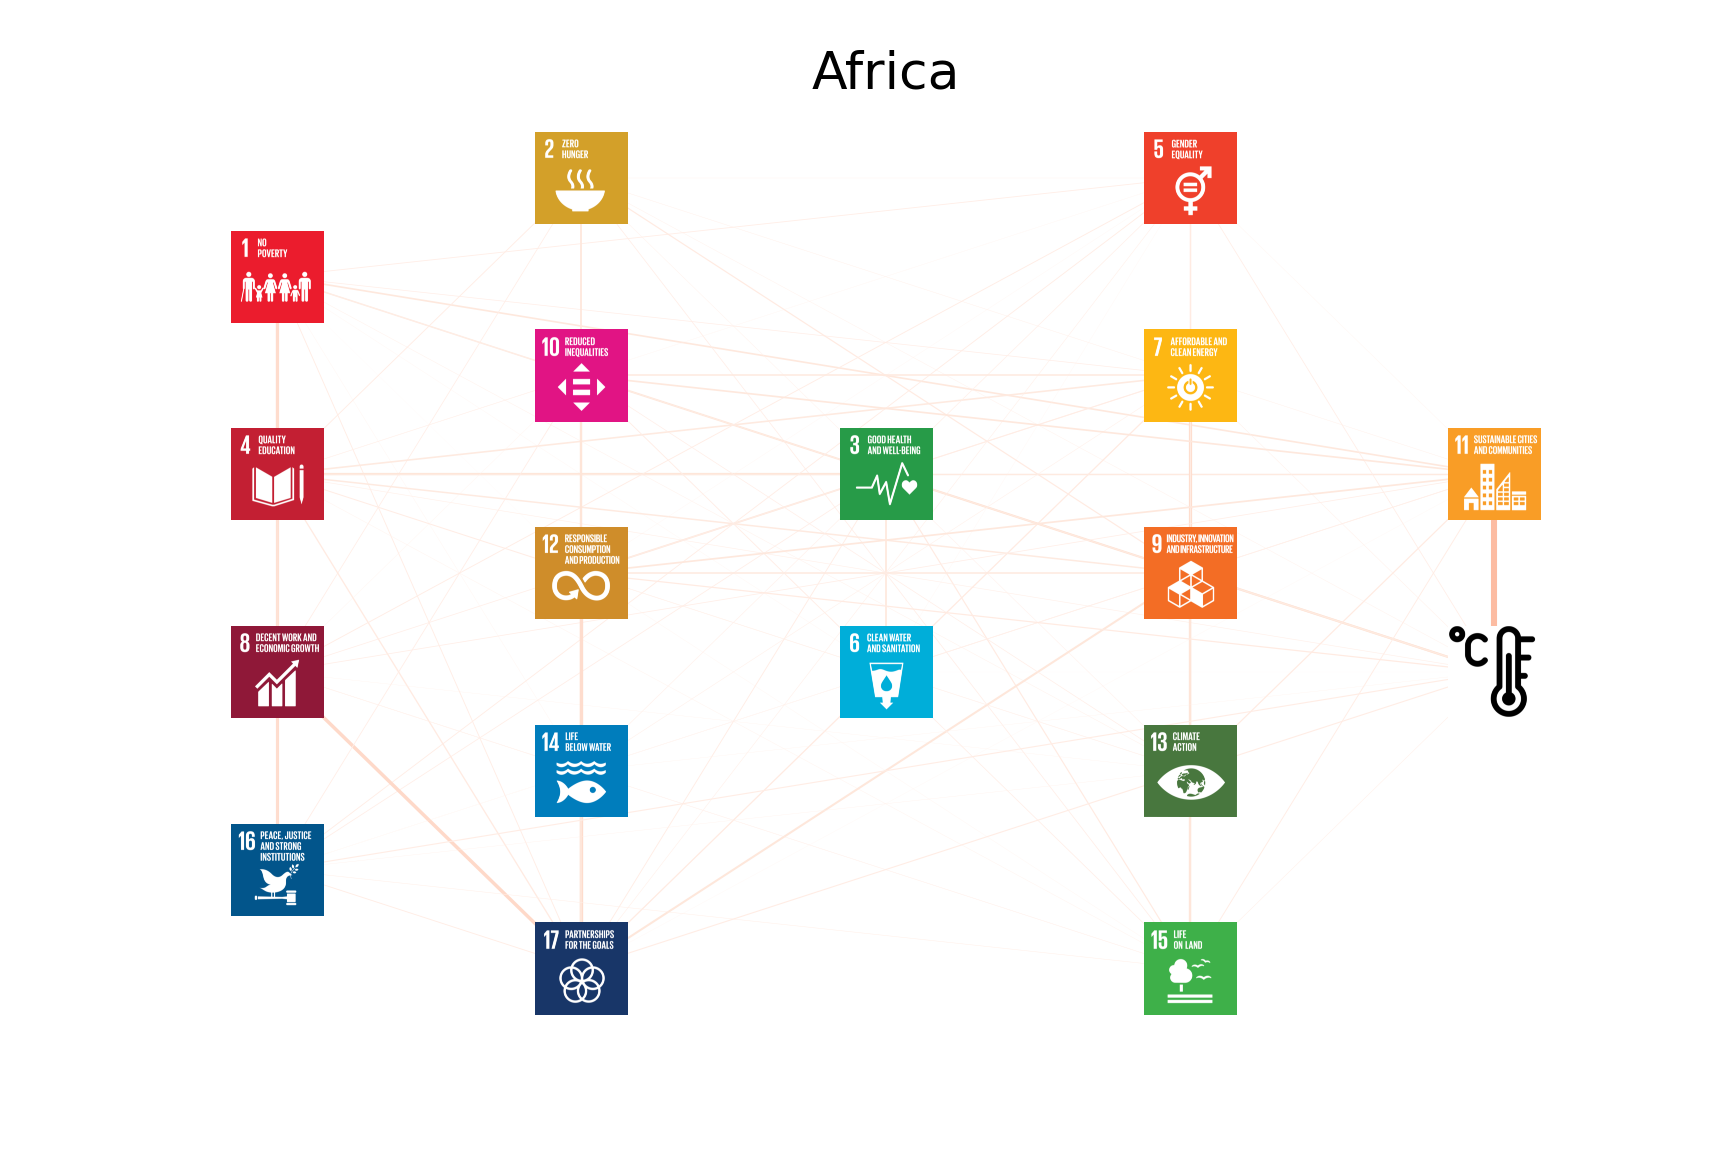 Africa
2 ZERO
HUNGER
5 GENDER
EQUALITY
1 NO
POVERTY
10 REDUCED
INEQUALITIES
7 AFFORDABLE AND
CLEAN ENERGY
4 QUALITY
EDUCATION
3 GOOD HEALTH
AND WELL-BEING
11 SUSTAINABLE CITIES
AND COMMUNITIES
12 RESPONSIBLE
CONSUMPTION
AND PRODUCTION
9 INDUSTRY, INNOVATION
AND INFRASTRUCTURE
8 DECENT WORK AND
ECONOMIC GROWTH
6 CLEAN WATER
AND SANITATION
°C
14 LIFE
BELOW WATER
13 CLIMATE
ACTION
16 PEACE, JUSTICE
AND STRONG
INSTITUTIONS
17 PARTNERSHIPS
FOR THE GOALS
15 LIFE
ON LAND